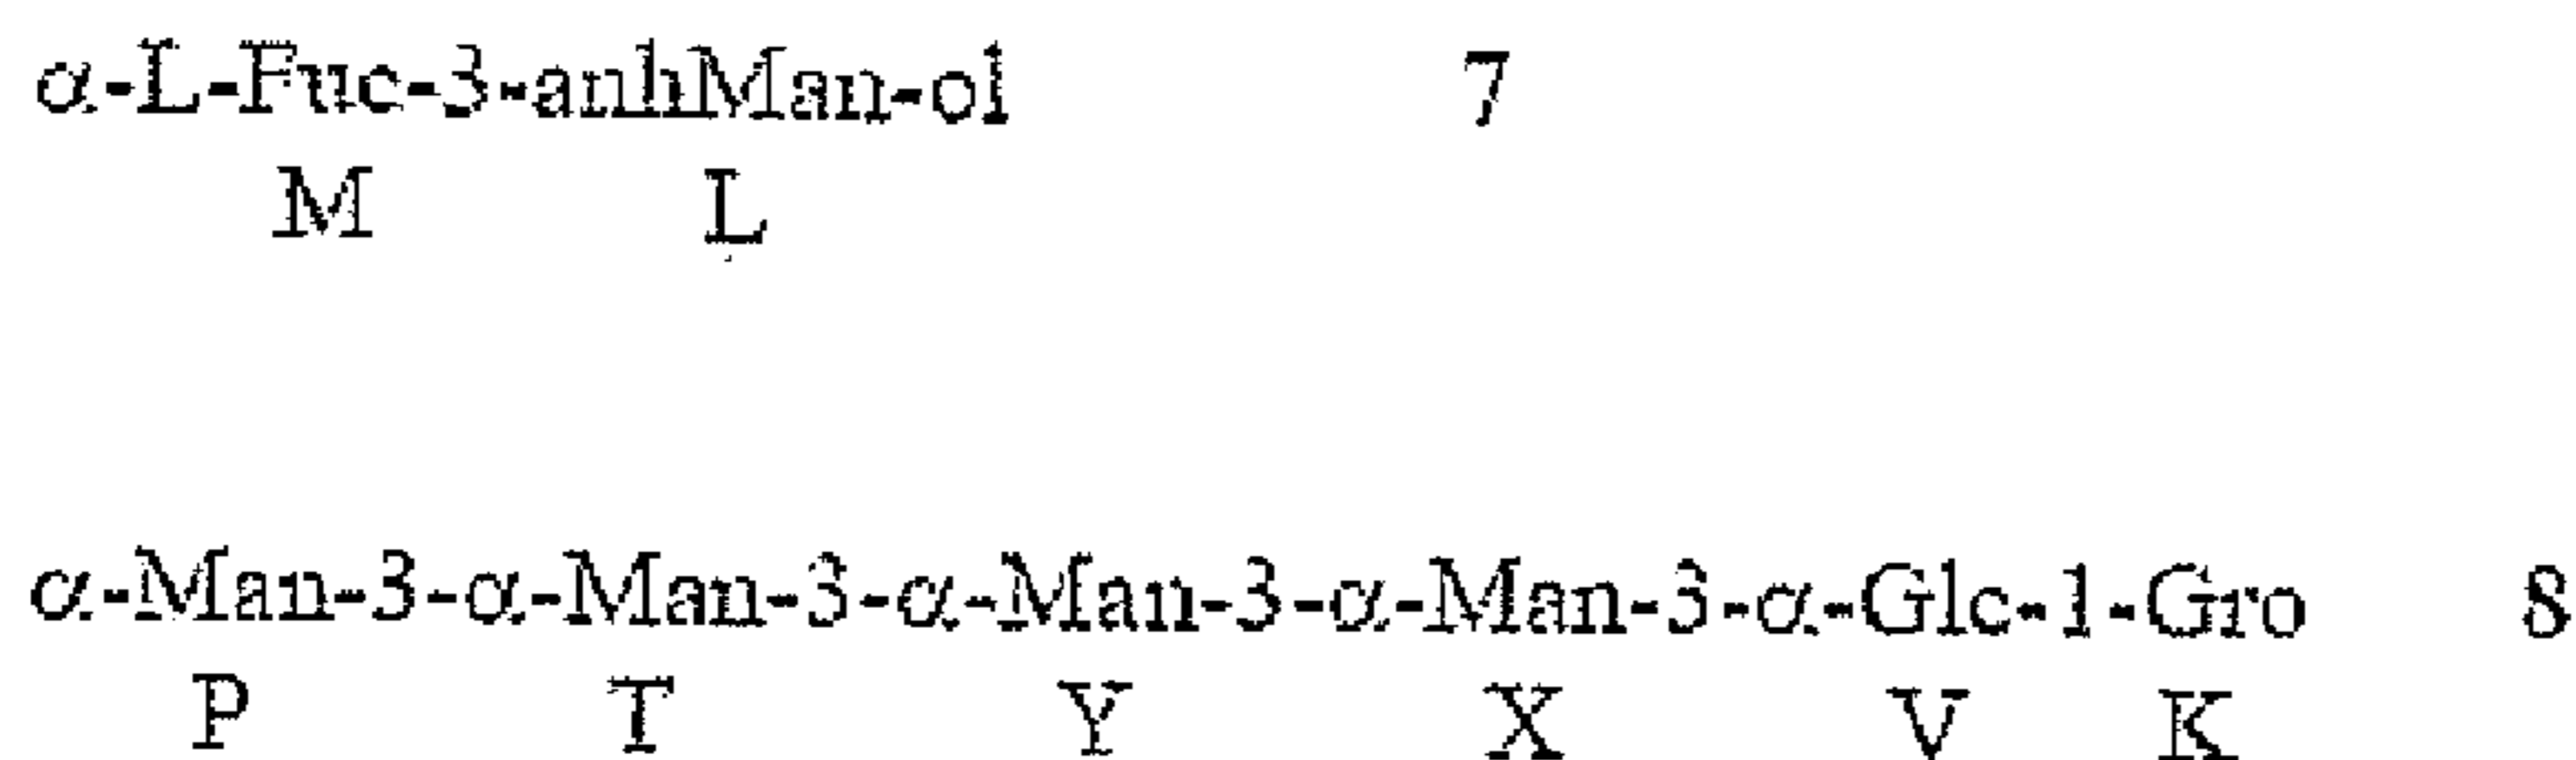 α-L-Fuc-3-anhMan-ol 7
M L
α-Man-3-α-Man-3-α-Man-3-α-Man-3-α-Glc-1-Gro 8
P T Y X V K